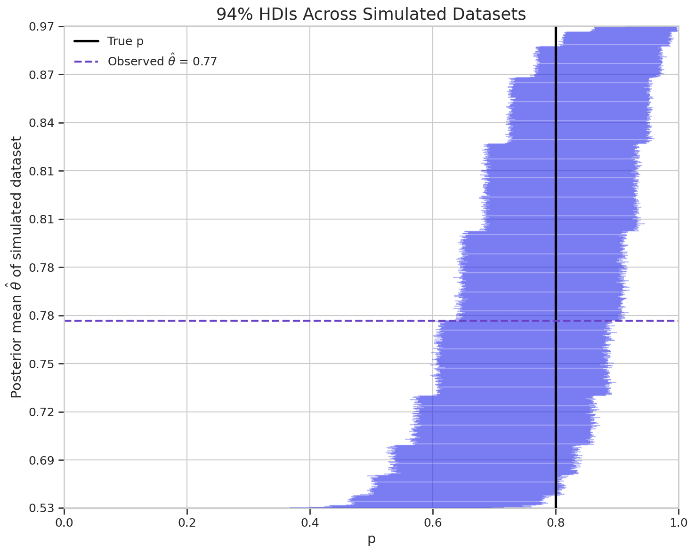 94% HDIs Across Simulated Datasets
True p
Observed θ̂ = 0.77
Posterior mean θ̂ of simulated dataset
0.97
0.87
0.84
0.81
0.81
0.78
0.78
0.75
0.72
0.69
0.53
0.0 0.2 0.4 0.6 0.8 1.0
p